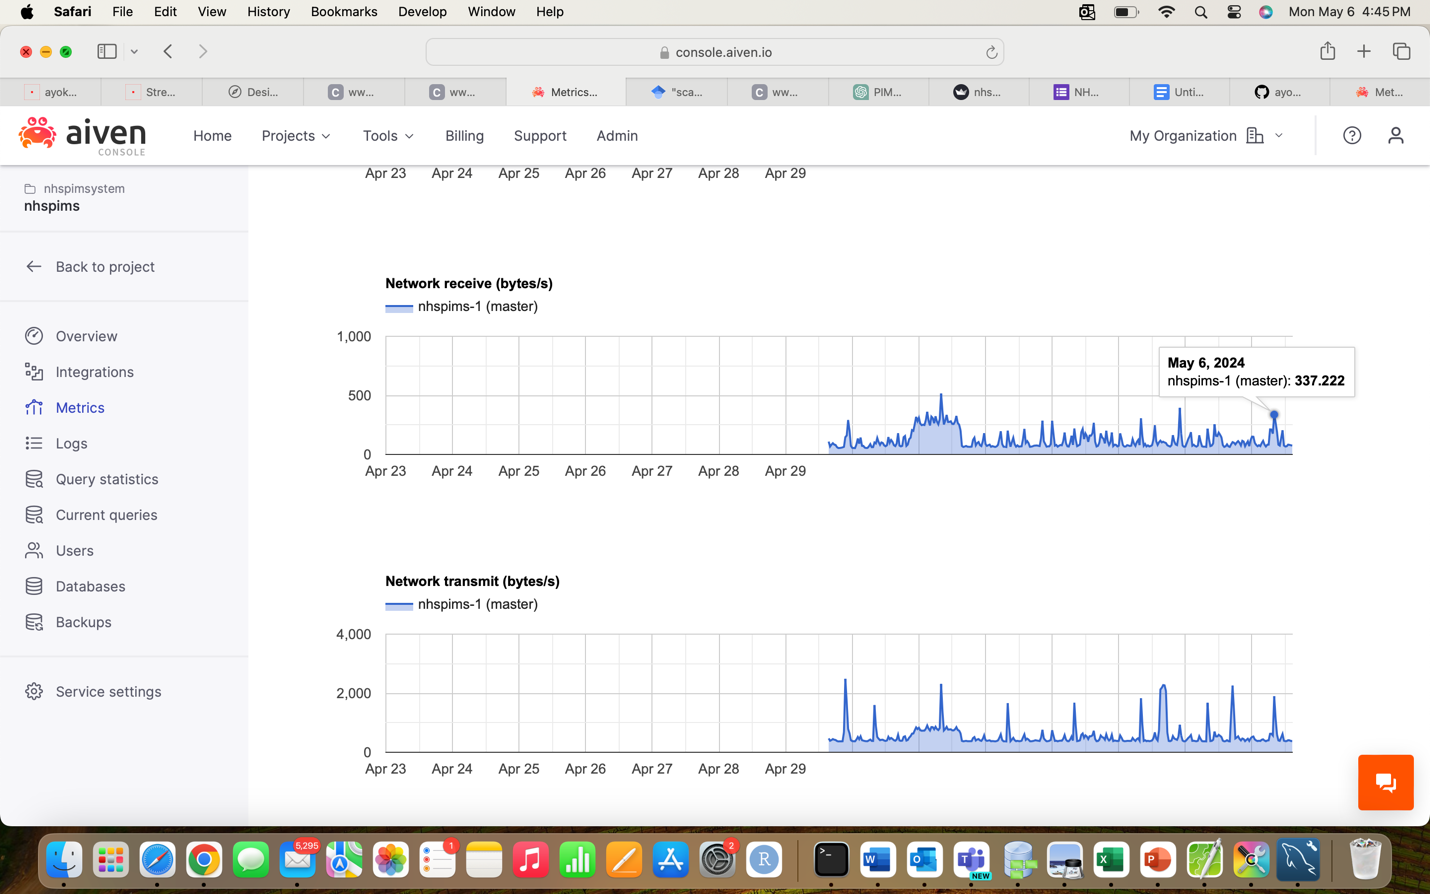 Safari File Edit View History Bookmarks Develop Window Help Mon May 6 4:45 PM
console.aiven.io
ayok... Stre... Desi... ww... ww... Metrics... "sca... ww... PIM... nhs... NH... Unti... ayo... Met...
aiven
CONSOLE
Home Projects Tools Billing Support Admin My Organization
nhspimsystem
nhspims
Back to project
Overview
Integrations
Metrics
Logs
Query statistics
Current queries
Users
Databases
Backups
Service settings
Apr 23 Apr 24 Apr 25 Apr 26 Apr 27 Apr 28 Apr 29
Network receive (bytes/s)
nhspims-1 (master)
1,000
500
0
May 6, 2024
nhspims-1 (master): 337.222
Apr 23 Apr 24 Apr 25 Apr 26 Apr 27 Apr 28 Apr 29
Network transmit (bytes/s)
nhspims-1 (master)
4,000
2,000
0
Apr 23 Apr 24 Apr 25 Apr 26 Apr 27 Apr 28 Apr 29
5,295 1 2 R W O T NEW X P